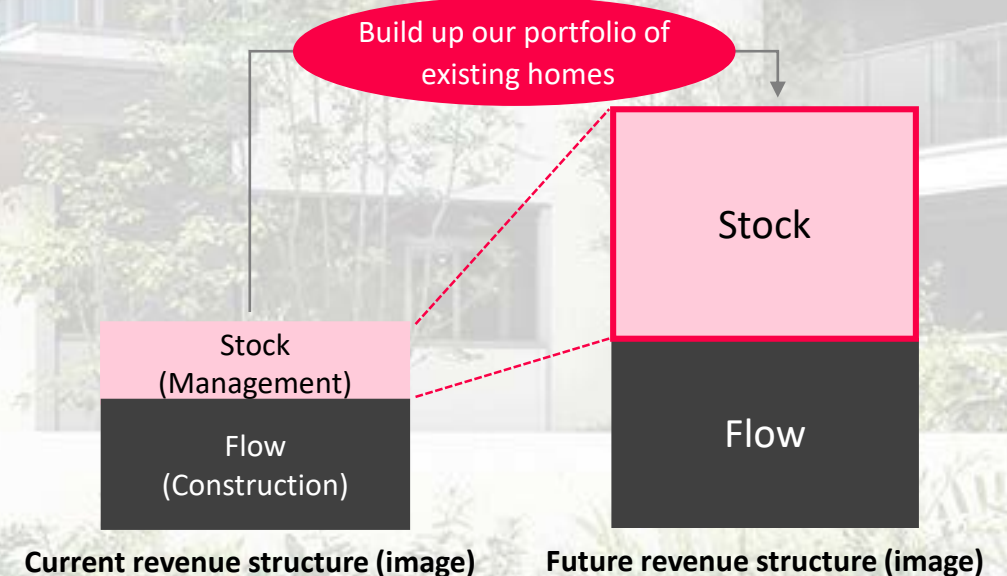 Build up our portfolio of
existing homes
Stock
(Management)
Flow
(Construction)
Current revenue structure (image)
Stock
Flow
Future revenue structure (image)